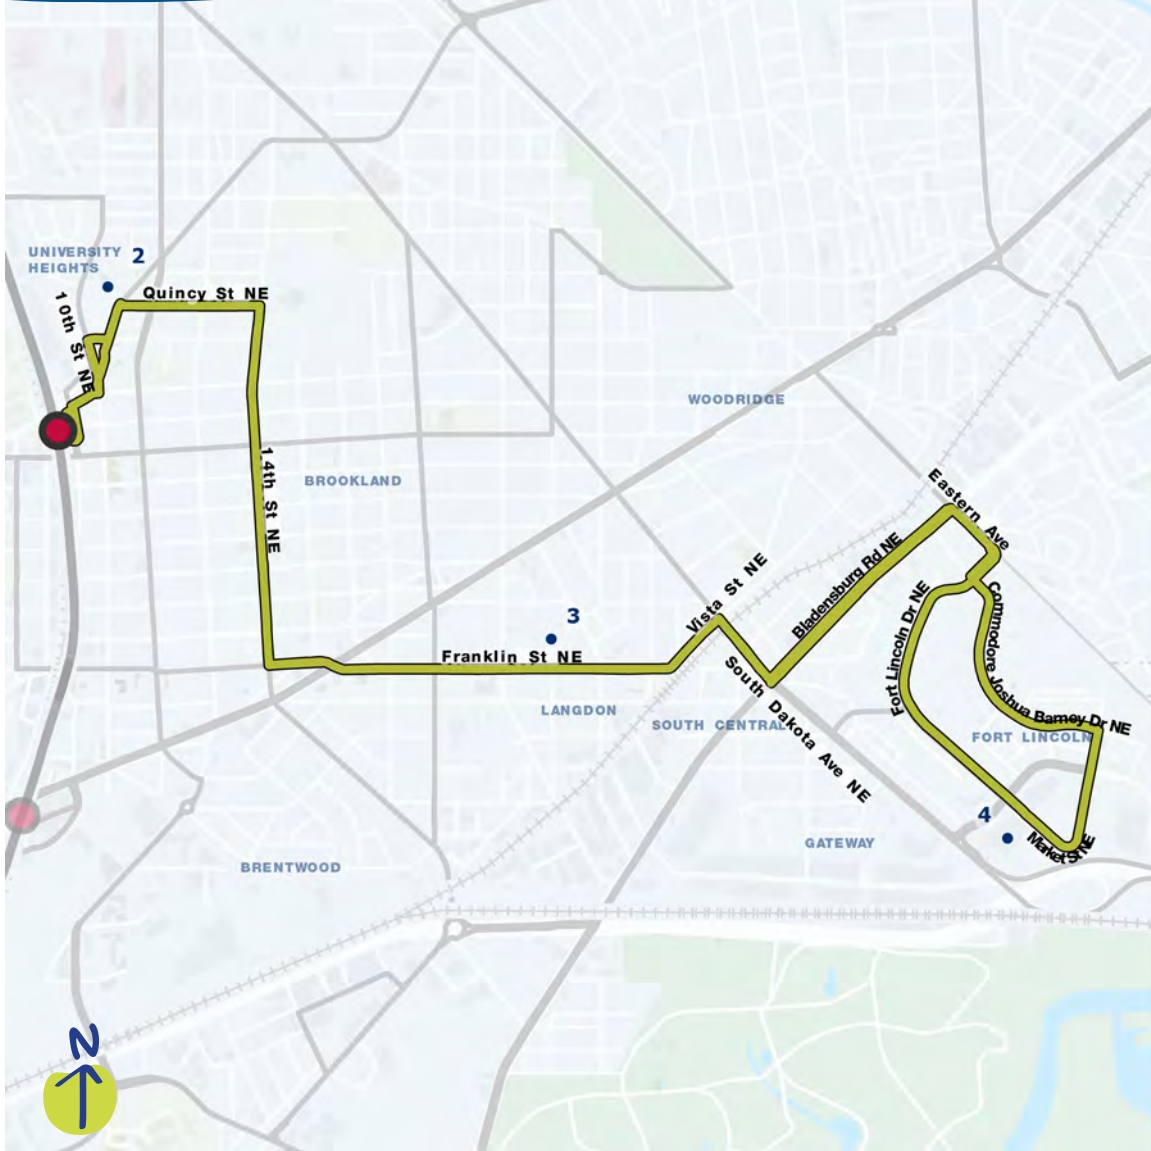 UNIVERSITY
HEIGHTS
2
10th St NE
Quincy St NE
WOODRIDGE
14th St NE
BROOKLAND
Eastern Ave
Vista St NE
Bladensburg Rd NE
3
Franklin St NE
Fort Lincoln Dr NE
Commodore Joshua Barney Dr NE
LANGDON
SOUTH CENTRAL
South Dakota Ave NE
FORT LINCOLN
4
GATEWAY
Market St NE
BRENTWOOD
N